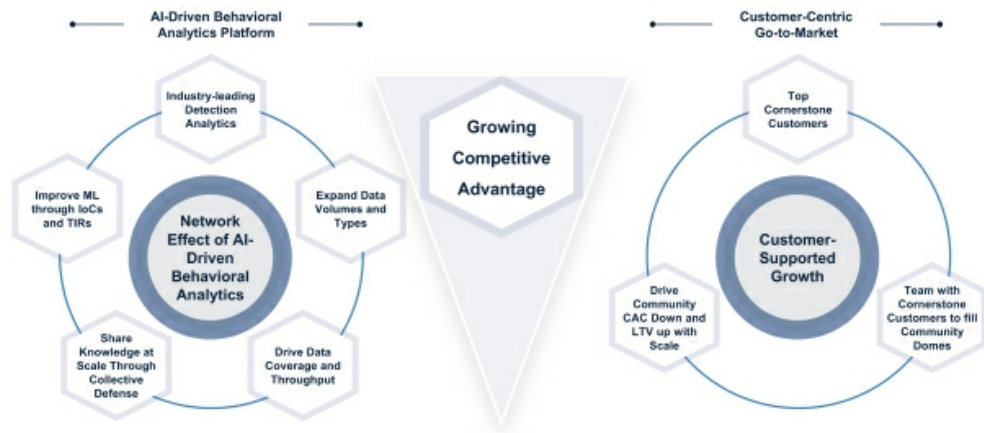 AI-Driven Behavioral
Analytics Platform
Industry-leading
Detection
Analytics
Improve ML
through IoCs
and TIRs
Expand Data
Volumes and
Types
Network
Effect of AI-
Driven
Behavioral
Analytics
Share
Knowledge at
Scale Through
Collective
Defense
Drive Data
Coverage and
Throughput
Growing
Competitive
Advantage
Customer-Centric
Go-to-Market
Top
Cornerstone
Customers
Customer-
Supported
Growth
Drive
Community
CAC Down and
LTV up with
Scale
Team with
Cornerstone
Customers to fill
Community
Domes